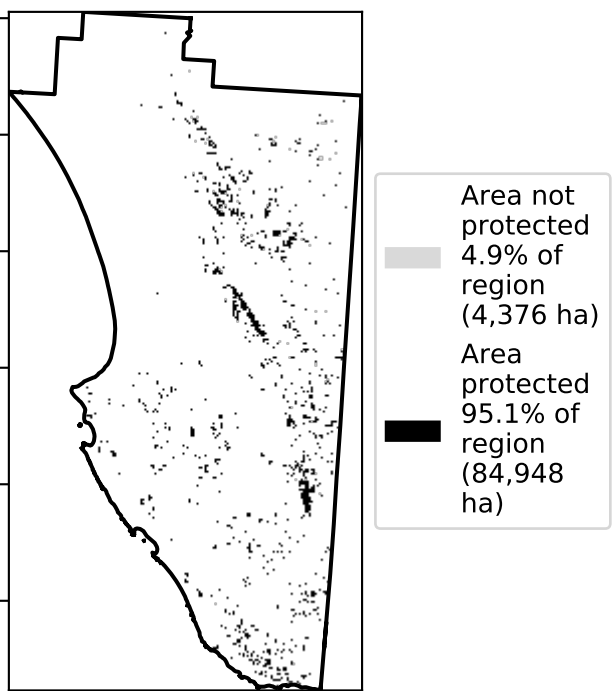 Area not
protected
4.9% of
region
(4,376 ha)
Area
protected
95.1% of
region
(84,948
ha)